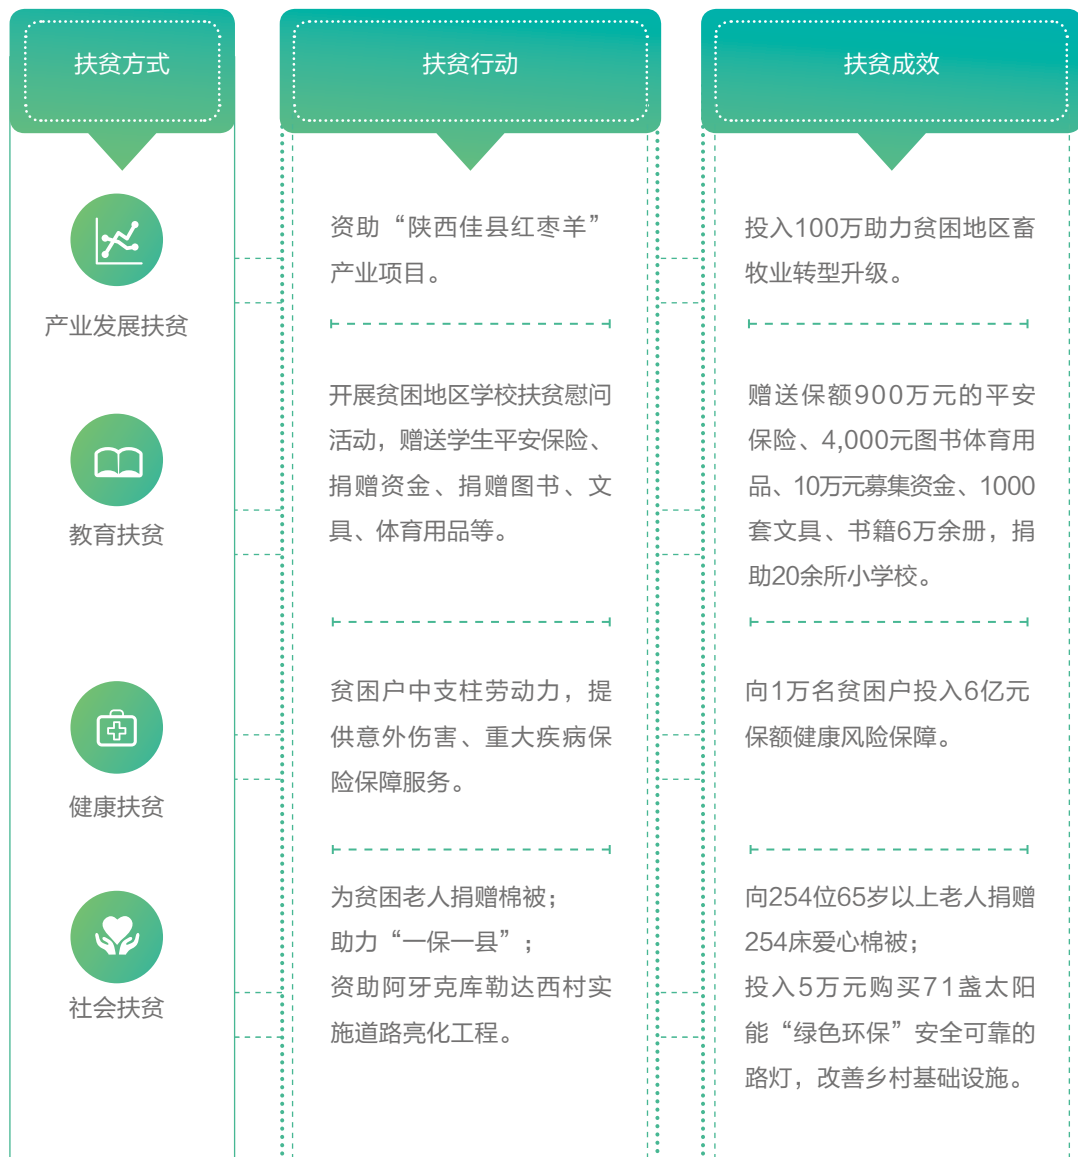 扶贫方式
扶贫行动
扶贫成效
产业发展扶贫
资助“陕西佳县红枣羊”
产业项目。
投入100万助力贫困地区畜
牧业转型升级。
教育扶贫
开展贫困地区学校扶贫慰问
活动，赠送学生平安保险、
捐赠资金、捐赠图书、文
具、体育用品等。
赠送保额900万元的平安
保险、4,000元图书体育用
品、10万元募集资金、1000
套文具、书籍6万余册，捐
助20余所小学校。
健康扶贫
贫困户中支柱劳动力，提
供意外伤害、重大疾病保
险保障服务。
向1万名贫困户投入6亿元
保额健康风险保障。
社会扶贫
为贫困老人捐赠棉被；
助力“一保一县”；
资助阿牙克库勒达西村实
施道路亮化工程。
向254位65岁以上老人捐赠
254床爱心棉被；
投入5万元购买71盏太阳
能“绿色环保”安全可靠的
路灯，改善乡村基础设施。